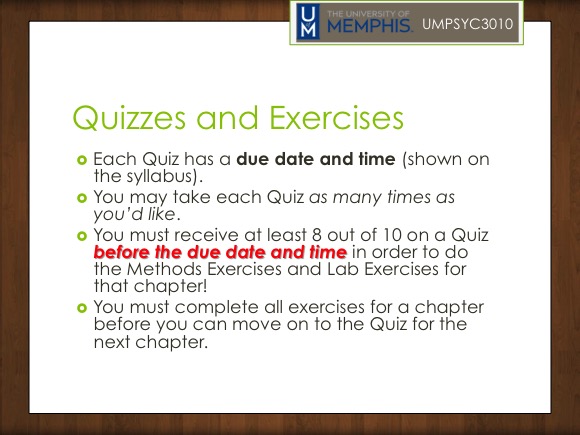 UM
THE UNIVERSITY OF
MEMPHIS.
UMPSYC3010
Quizzes and Exercises
Each Quiz has a due date and time (shown on
the syllabus).
You may take each Quiz as many times as
you'd like.
You must receive at least 8 out of 10 on a Quiz
before the due date and time in order to do
the Methods Exercises and Lab Exercises for
that chapter!
You must complete all exercises for a chapter
before you can move on to the Quiz for the
next chapter.